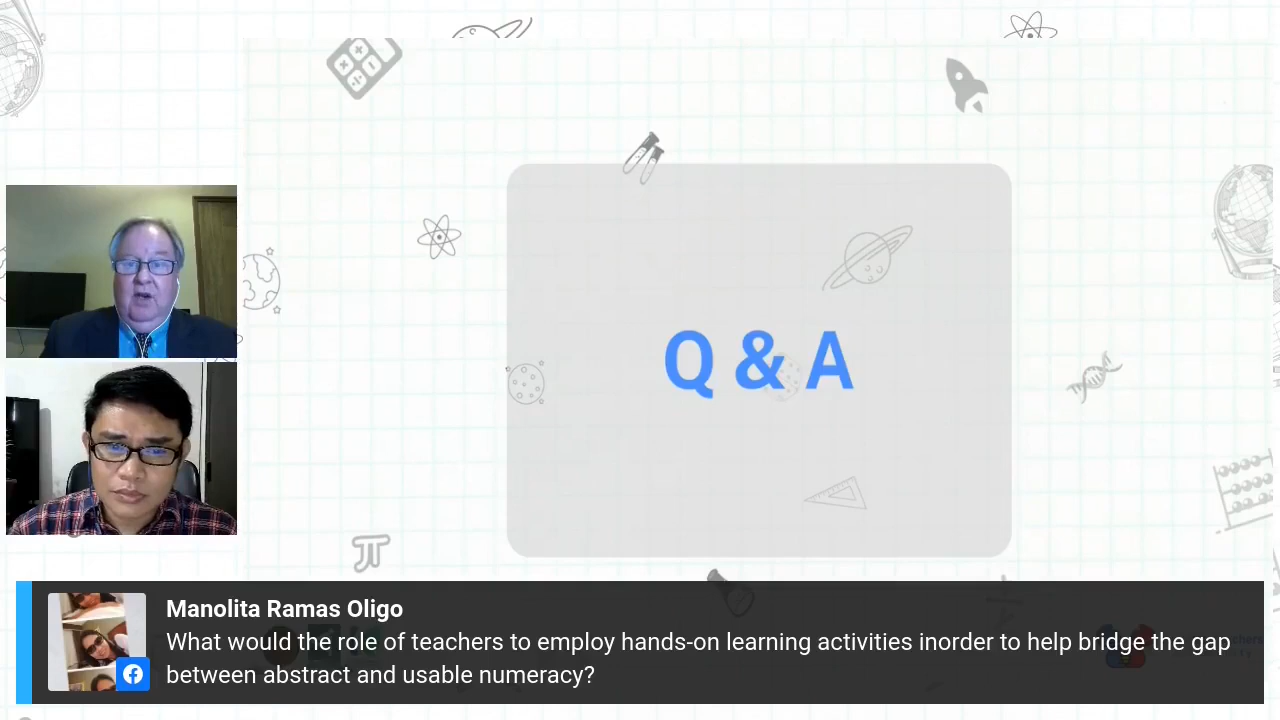 Q & A
Manolita Ramas Oligo
What would the role of teachers to employ hands-on learning activities inorder to help bridge the gap
between abstract and usable numeracy?